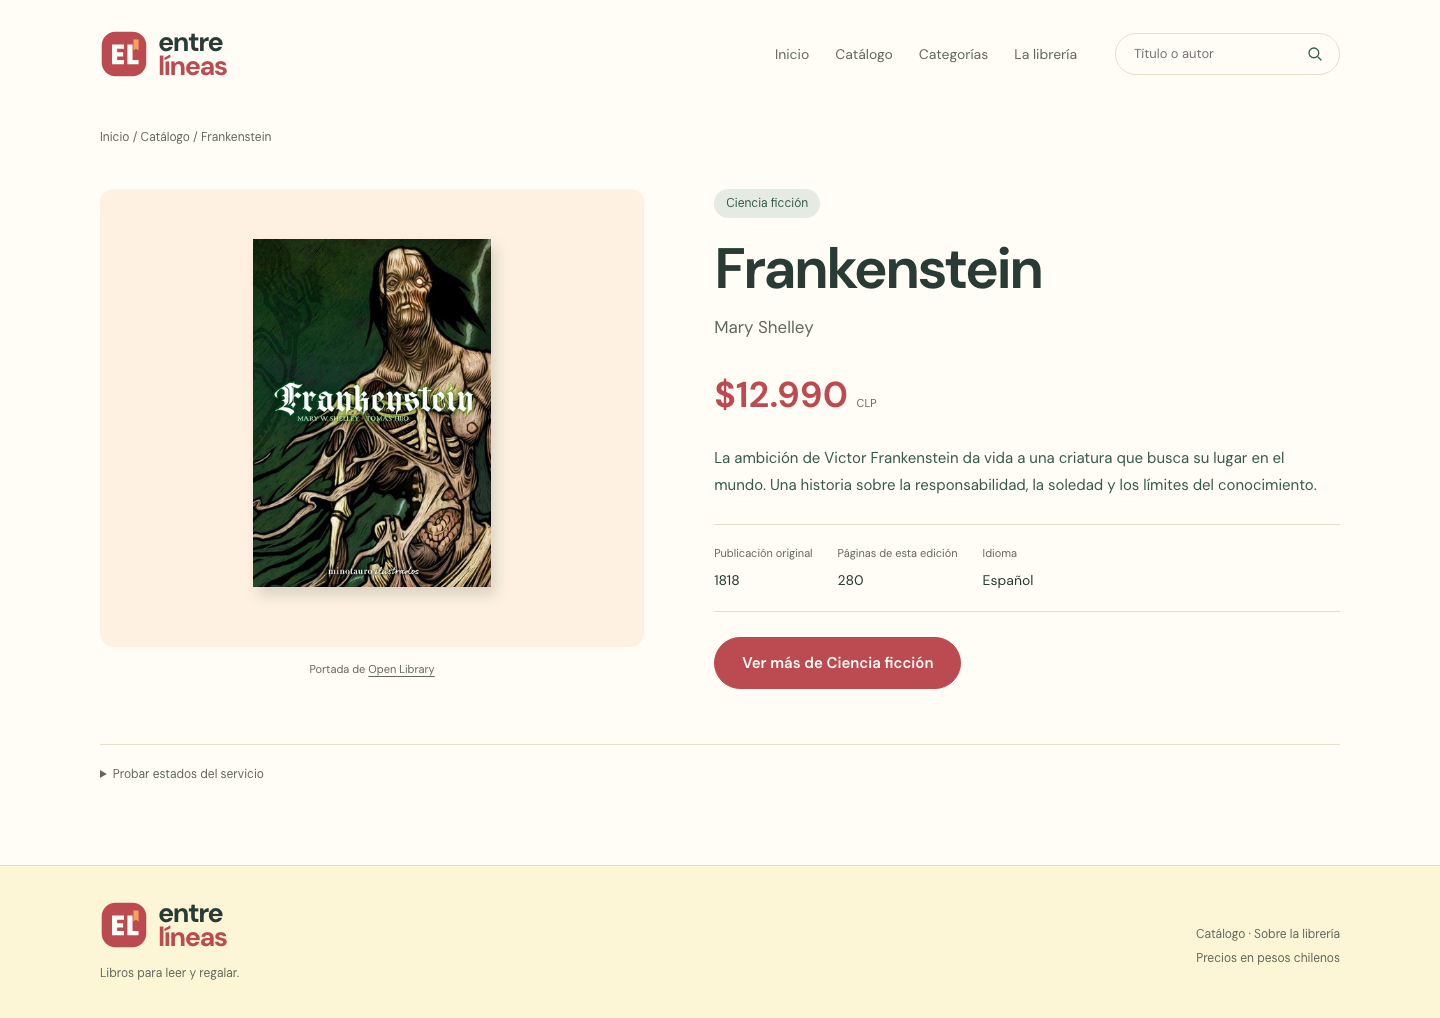 EL entre
líneas
Inicio Catálogo Categorías La librería Título o autor
Inicio / Catálogo / Frankenstein
Frankenstein
MARY W. SHELLEY · TOMÁS HIJO
minotauro ilustrados
Portada de Open Library
Ciencia ficción
Frankenstein
Mary Shelley
$12.990 CLP
La ambición de Victor Frankenstein da vida a una criatura que busca su lugar en el
mundo. Una historia sobre la responsabilidad, la soledad y los límites del conocimiento.
Publicación original Páginas de esta edición Idioma
1818 280 Español
Ver más de Ciencia ficción
Probar estados del servicio
EL entre
líneas
Libros para leer y regalar.
Catálogo · Sobre la librería
Precios en pesos chilenos